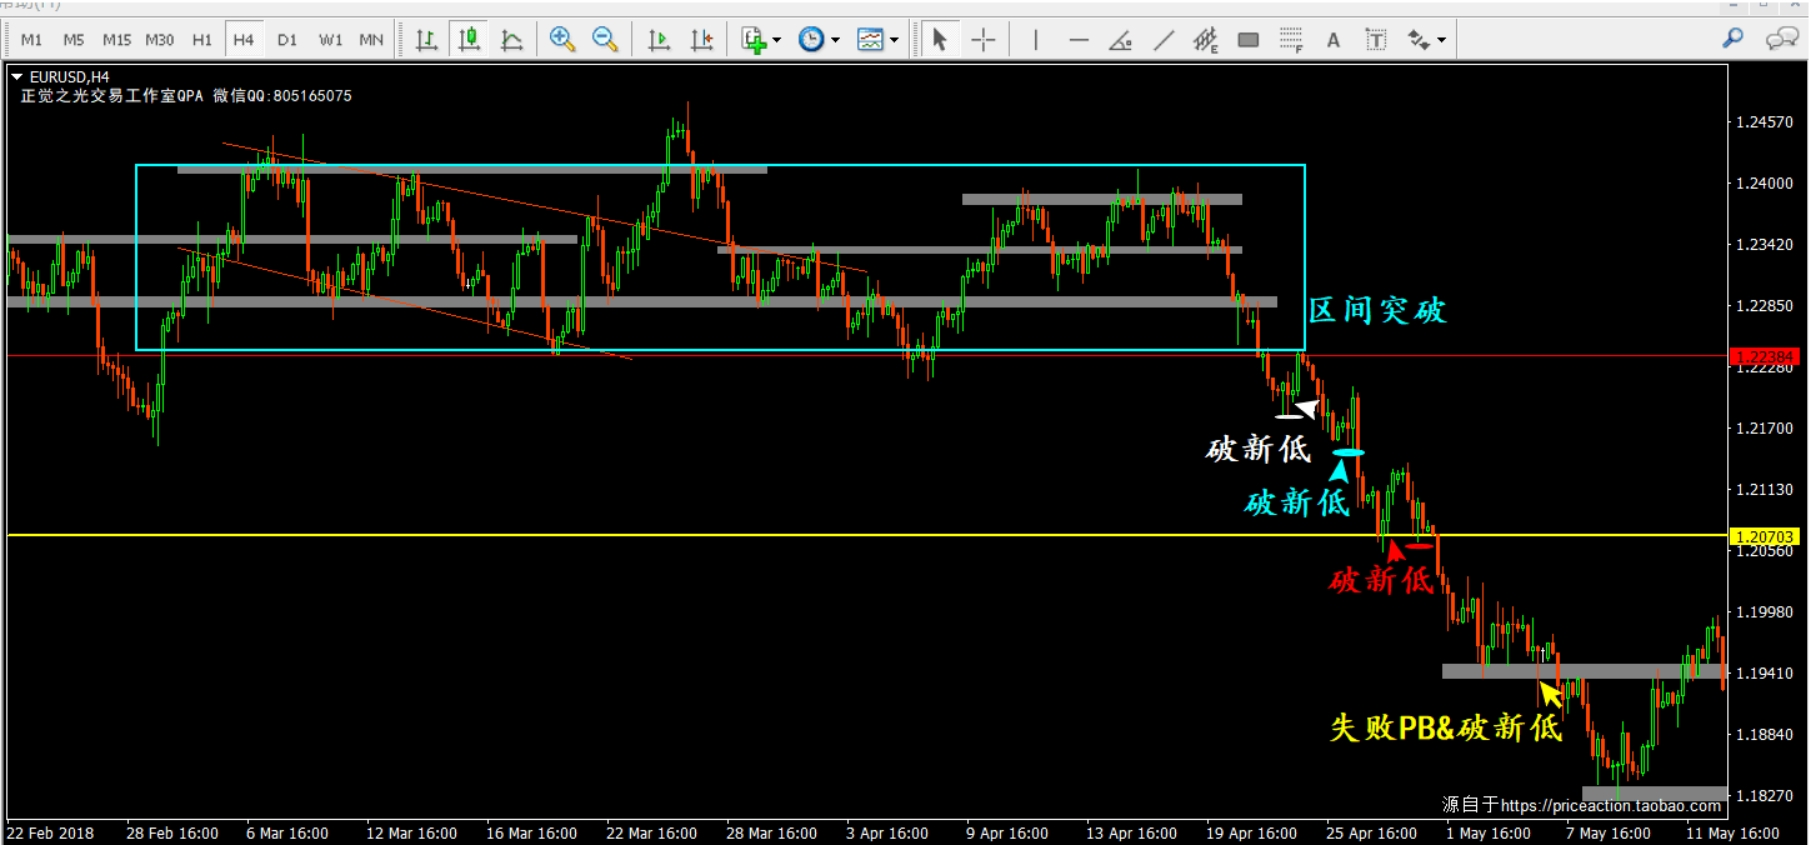 帮助(H)
M1 M5 M15 M30 H1 H4 D1 W1 MN
E
F
A
T
EURUSD,H4
正觉之光交易工作室QPA 微信QQ:805165075
1.24570
1.24000
1.23420
1.22850
区间突破
1.22384
1.22280
1.21700
破新低
1.21130
破新低
1.20703
1.20560
破新低
1.19980
1.19410
失败PB&破新低
1.18840
1.18270
源自于https://priceaction.taobao.com
22 Feb 2018 28 Feb 16:00 6 Mar 16:00 12 Mar 16:00 16 Mar 16:00 22 Mar 16:00 28 Mar 16:00 3 Apr 16:00 9 Apr 16:00 13 Apr 16:00 19 Apr 16:00 25 Apr 16:00 1 May 16:00 7 May 16:00 11 May 16:00